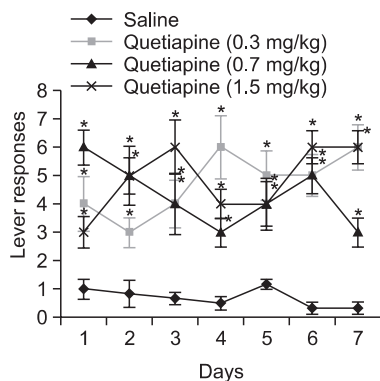 Saline
Quetiapine (0.3 mg/kg)
Quetiapine (0.7 mg/kg)
Quetiapine (1.5 mg/kg)
Lever responses
8
7
6
5
4
3
2
1
0
* * * * * * * * * * * * * * * * * * * * *
1 2 3 4 5 6 7
Days